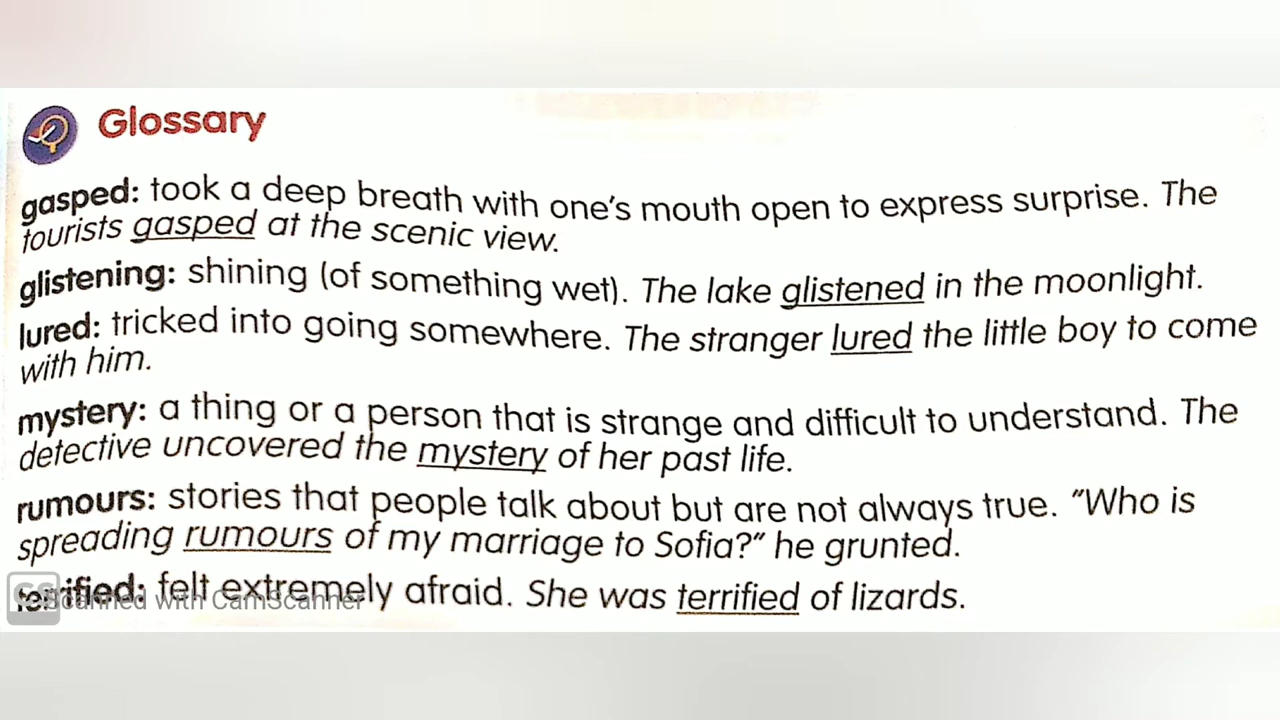 Glossary
gasped: took a deep breath with one's mouth open to express surprise. The
tourists gasped at the scenic view.
glistening: shining (of something wet). The lake glistened in the moonlight.
lured: tricked into going somewhere. The stranger lured the little boy to come
with him.
mystery: a thing or a person that is strange and difficult to understand. The
detective uncovered the mystery of her past life.
rumours: stories that people talk about but are not always true. "Who is
spreading rumours of my marriage to Sofia?" he grunted.
terrified: felt extremely afraid. She was terrified of lizards.
CS Scanned with CamScanner